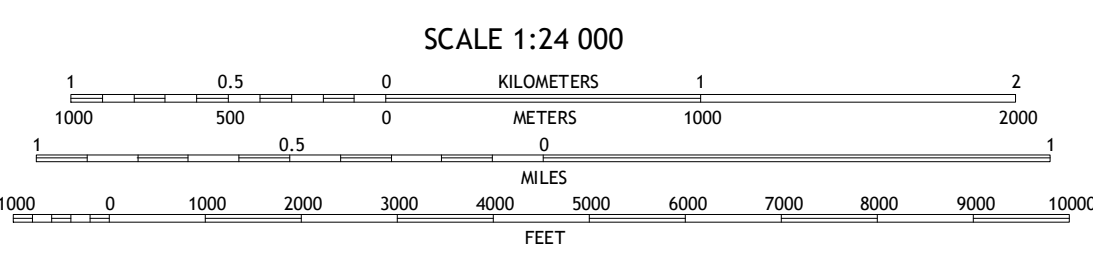 SCALE 1:24 000
1 0.5 0 KILOMETERS 1 2
1000 500 0 METERS 1000 2000
1 0.5 0 1
MILES
1000 0 1000 2000 3000 4000 5000 6000 7000 8000 9000 10000
FEET